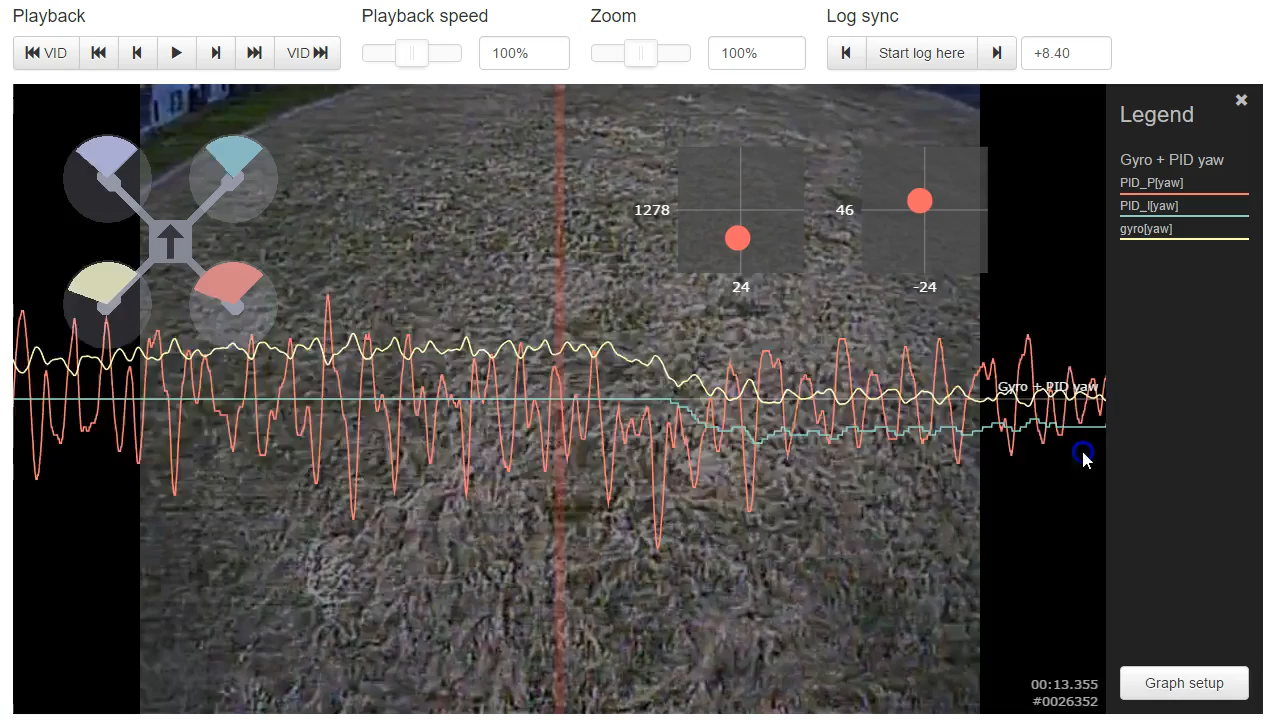 Playback
Playback speed
Zoom
Log sync
VID
VID
100%
100%
Start log here
+8.40
Legend
Gyro + PID yaw
PID_P[yaw]
PID_I[yaw]
gyro[yaw]
1278
46
24
-24
Gyro + PID yaw
00:13.355
#0026352
Graph setup